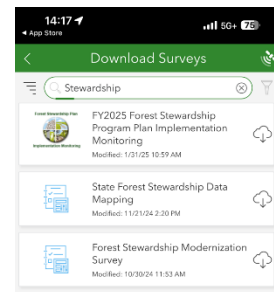 14:17
5G+ 75
App Store
Download Surveys
Stewardship
Forest Stewardship Plan
Implementation Monitoring
FY2025 Forest Stewardship
Program Plan Implementation
Monitoring
Modified: 1/31/25 10:59 AM
State Forest Stewardship Data
Mapping
Modified: 11/21/24 2:20 PM
Forest Stewardship Modernization
Survey
Modified: 10/30/24 11:53 AM